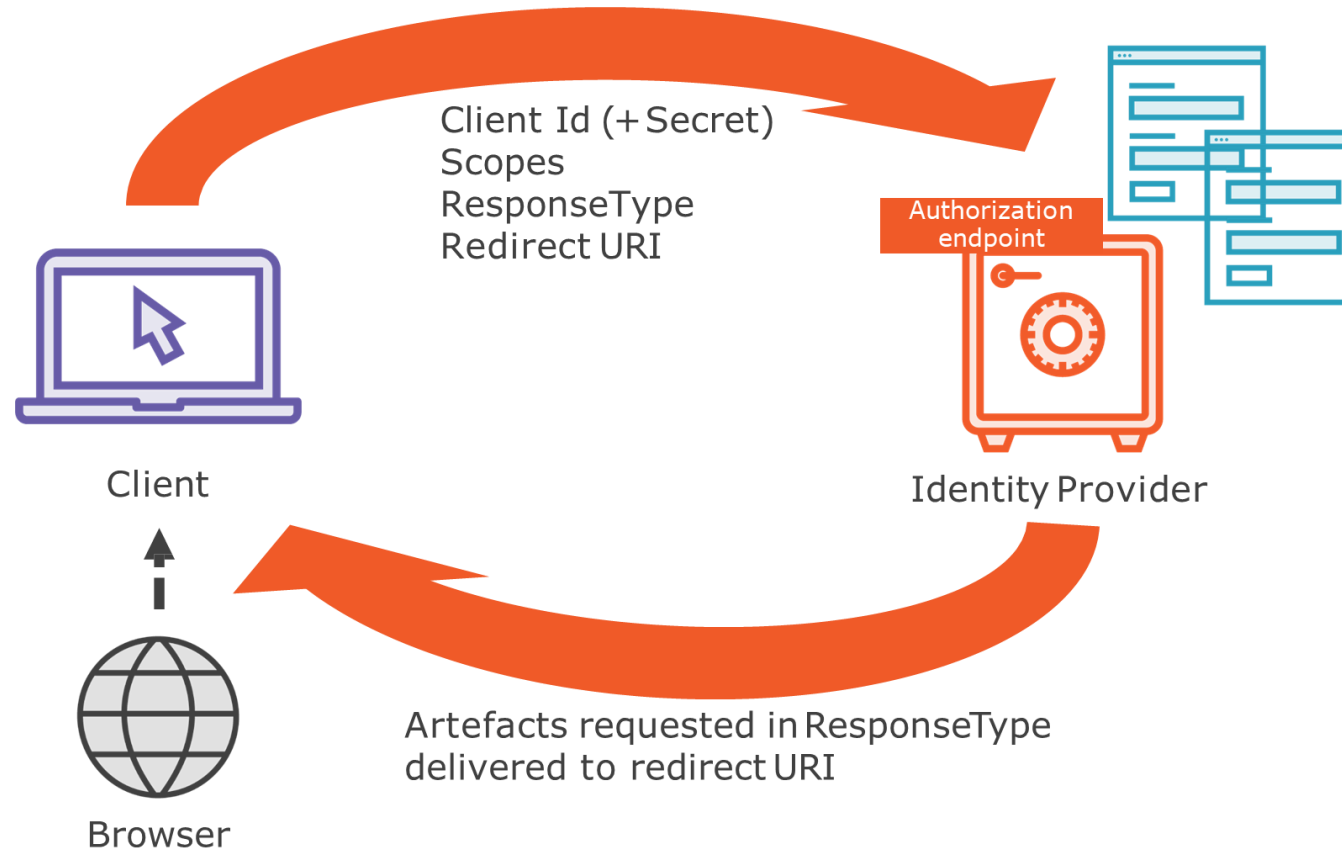 Client Id (+ Secret)
Scopes
ResponseType
Redirect URI
Authorization
endpoint
Client
Identity Provider
Artefacts requested in ResponseType
delivered to redirect URI
Browser